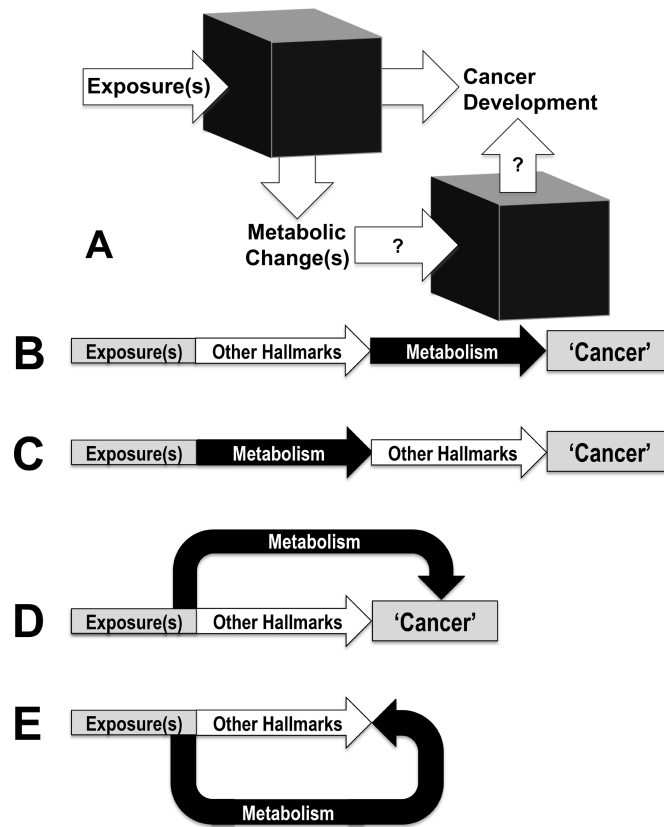 Exposure(s)
Cancer
Development
?
Metabolic
Change(s)
?
A
B
Exposure(s) Other Hallmarks Metabolism ‘Cancer’
C
Exposure(s) Metabolism Other Hallmarks ‘Cancer’
Metabolism
D
Exposure(s) Other Hallmarks ‘Cancer’
E
Exposure(s) Other Hallmarks
Metabolism